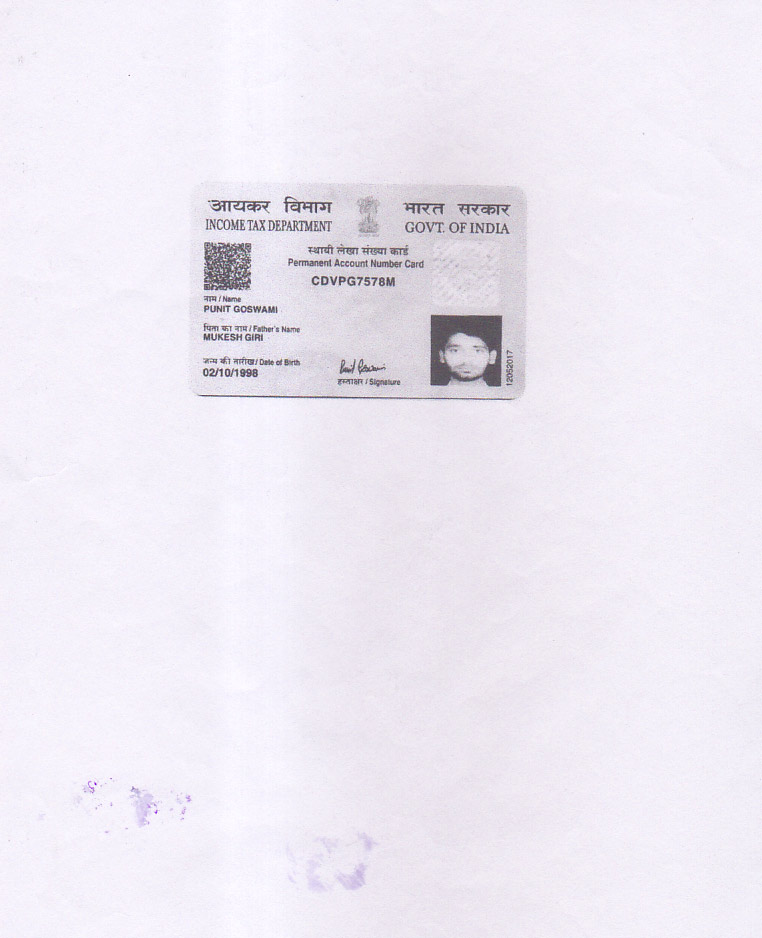 आयकर विभाग
INCOME TAX DEPARTMENT
भारत सरकार
GOVT. OF INDIA
स्थायी लेखा संख्या कार्ड
Permanent Account Number Card
CDVPG7578M
नाम / Name
PUNIT GOSWAMI
पिता का नाम / Father's Name
MUKESH GIRI
जन्म की तारीख / Date of Birth
02/10/1998
Punit Goswami
हस्ताक्षर / Signature
12052017